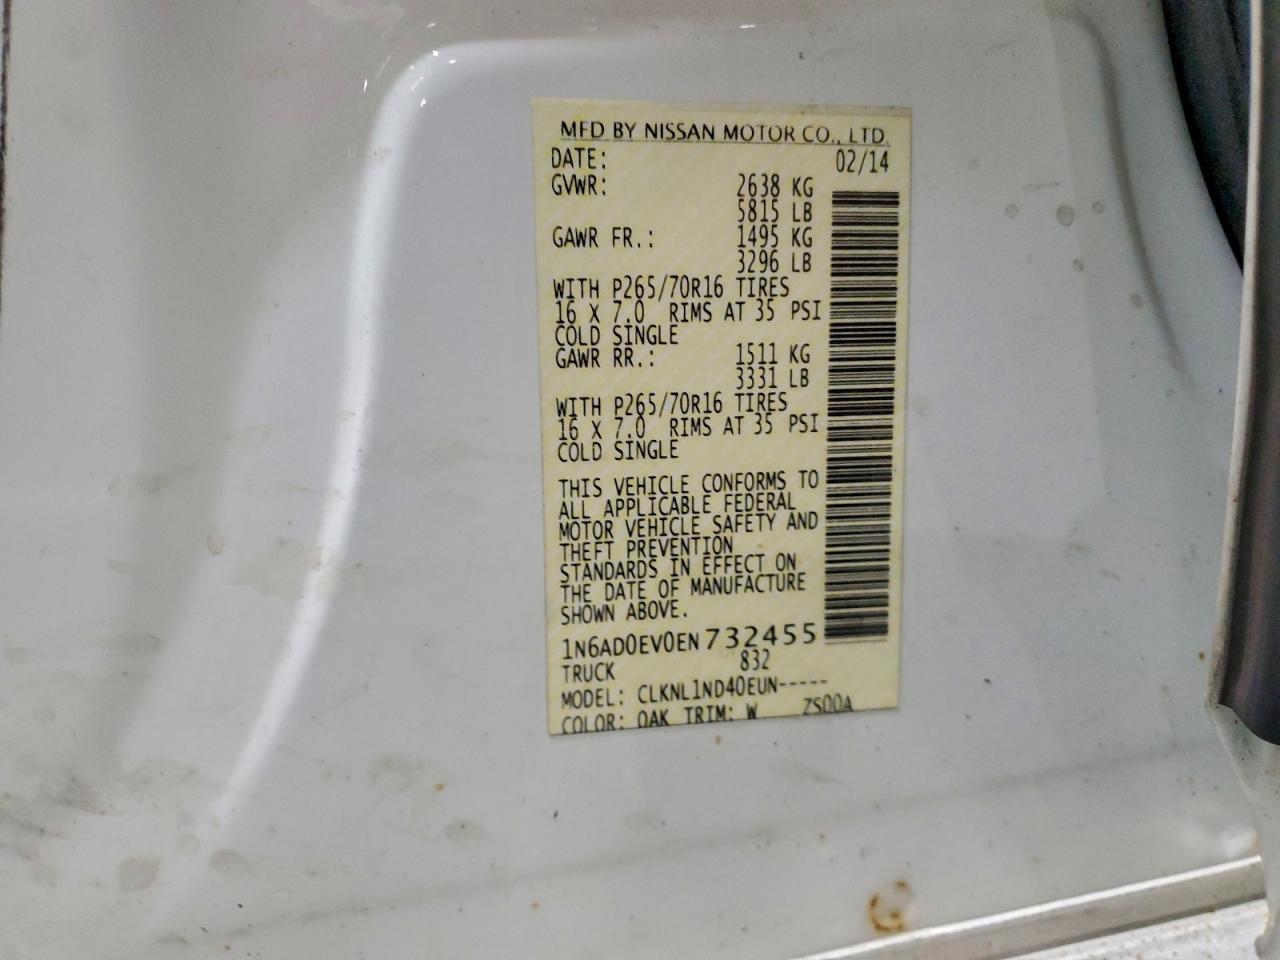 MFD BY NISSAN MOTOR CO., LTD.
DATE: 02/14
GVWR: 2638 KG
5815 LB
GAWR FR.: 1495 KG
3296 LB
WITH P265/70R16 TIRES
16 X 7.0 RIMS AT 35 PSI
COLD SINGLE
GAWR RR.: 1511 KG
3331 LB
WITH P265/70R16 TIRES
16 X 7.0 RIMS AT 35 PSI
COLD SINGLE
THIS VEHICLE CONFORMS TO
ALL APPLICABLE FEDERAL
MOTOR VEHICLE SAFETY AND
THEFT PREVENTION
STANDARDS IN EFFECT ON
THE DATE OF MANUFACTURE
SHOWN ABOVE.
1N6AD0EV0EN732455
TRUCK 832
MODEL: CLKNL1ND40EUN-----
COLOR: QAK TRIM: W ZS00A